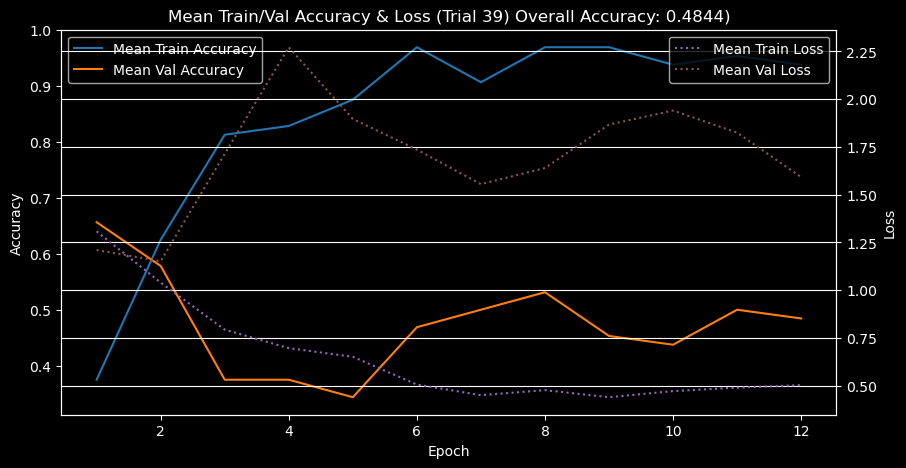 Mean Train/Val Accuracy & Loss (Trial 39) Overall Accuracy: 0.4844)
Mean Train Accuracy
Mean Val Accuracy
Mean Train Loss
Mean Val Loss
1.0
0.9
0.8
0.7
0.6
0.5
0.4
Accuracy
2.25
2.00
1.75
1.50
1.25
1.00
0.75
0.50
Loss
2
4
6
8
10
12
Epoch